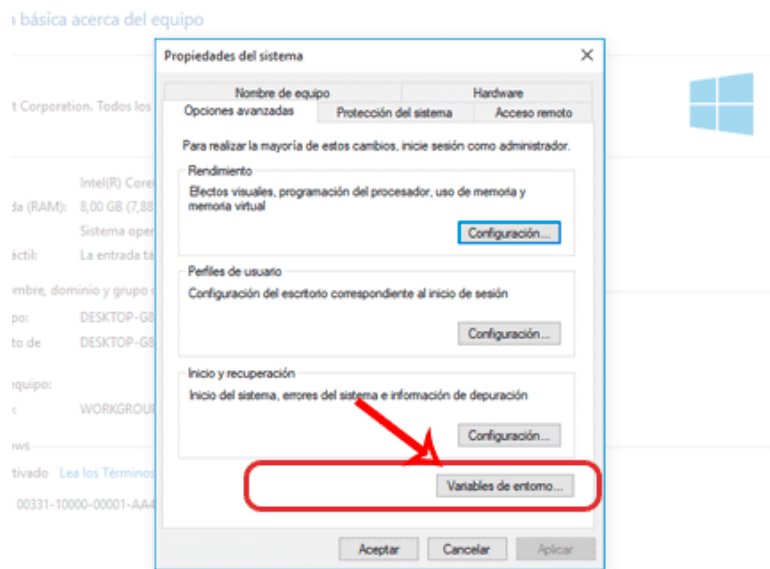 n básica acerca del equipo
Propiedades del sistema
Nombre de equipo
Hardware
Opciones avanzadas
Protección del sistema
Acceso remoto
Para realizar la mayoría de estos cambios, inicie sesión como administrador.
Rendimiento
Efectos visuales, programación del procesador, uso de memoria y
memoria virtual
Configuración...
Perfiles de usuario
Configuración del escritorio correspondiente al inicio de sesión
Configuración...
Inicio y recuperación
Inicio del sistema, errores del sistema e información de depuración
Configuración...
Variables de entorno...
Aceptar
Cancelar
Aplicar
t Corporation. Todos los
Intel(R) Core
da (RAM): 8,00 GB (7,88
Sistema oper
áctil: La entrada tá
ombre, dominio y grupo
po: DESKTOP-G8
to de DESKTOP-G8
equipo:
WORKGROU
ws
tivado Lea los Términos
00331-10000-00001-AA4